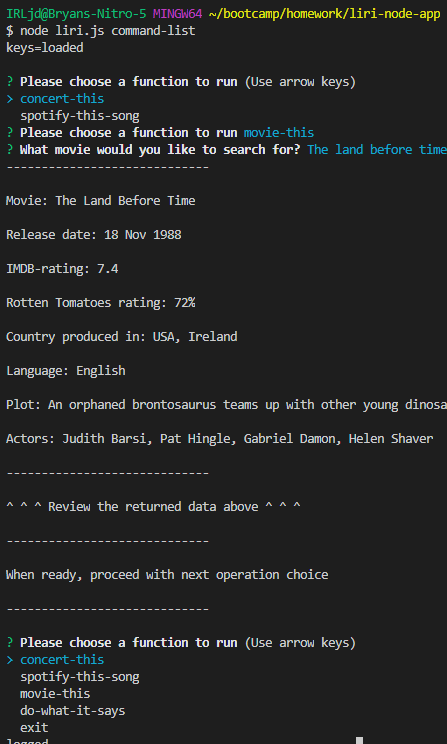 IRLjd@Bryans-Nitro-5 MINGW64 ~/bootcamp/homework/liri-node-app
$ node liri.js command-list
keys=loaded
? Please choose a function to run (Use arrow keys)
> concert-this
spotify-this-song
? Please choose a function to run movie-this
? What movie would you like to search for? The land before time
-----------------------------
Movie: The Land Before Time
Release date: 18 Nov 1988
IMDB-rating: 7.4
Rotten Tomatoes rating: 72%
Country produced in: USA, Ireland
Language: English
Plot: An orphaned brontosaurus teams up with other young dinosa
Actors: Judith Barsi, Pat Hingle, Gabriel Damon, Helen Shaver
-----------------------------
^ ^ ^ Review the returned data above ^ ^ ^
-----------------------------
When ready, proceed with next operation choice
-----------------------------
? Please choose a function to run (Use arrow keys)
> concert-this
spotify-this-song
movie-this
do-what-it-says
exit
logged